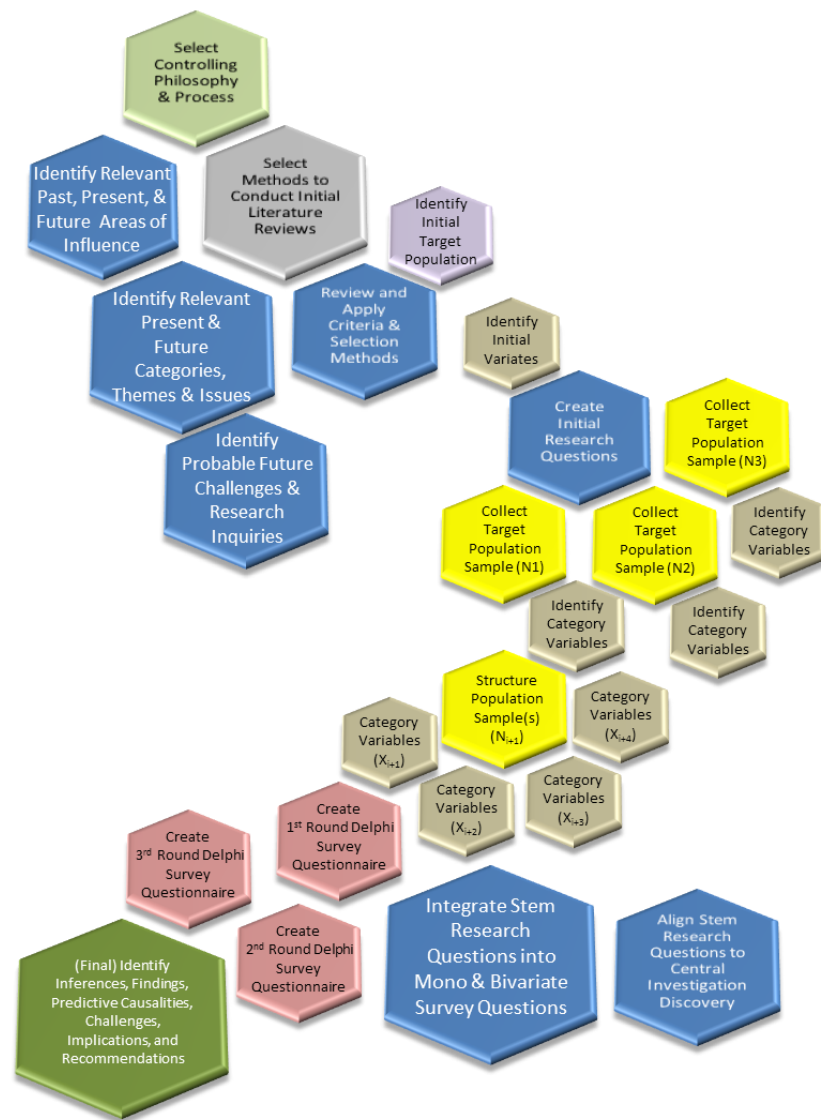 Select
Controlling
Philosophy
& Process
Identify Relevant
Past, Present, &
Future Areas of
Influence
Select
Methods to
Conduct Initial
Literature
Reviews
Identify
Initial
Target
Population
Identify Relevant
Present &
Future
Categories,
Themes & Issues
Review and
Apply
Criteria &
Selection
Methods
Identify
Initial
Variates
Identify
Probable Future
Challenges &
Research
Inquiries
Create
Initial
Research
Questions
Collect
Target
Population
Sample (N3)
Collect
Target
Population
Sample (N1)
Collect
Target
Population
Sample (N2)
Identify
Category
Variables
Identify
Category
Variables
Identify
Category
Variables
Structure
Population
Sample(s)
(Ni+1)
Category
Variables
(Xi+1)
Category
Variables
(Xi+4)
Category
Variables
(Xi+2)
Category
Variables
(Xi+3)
Create
1st Round Delphi
Survey
Questionnaire
Create
3rd Round Delphi
Survey
Questionnaire
Create
2nd Round Delphi
Survey
Questionnaire
Integrate Stem
Research
Questions into
Mono & Bivariate
Survey Questions
Align Stem
Research
Questions to
Central
Investigation
Discovery
(Final) Identify
Inferences, Findings,
Predictive Causalities,
Challenges,
Implications, and
Recommendations